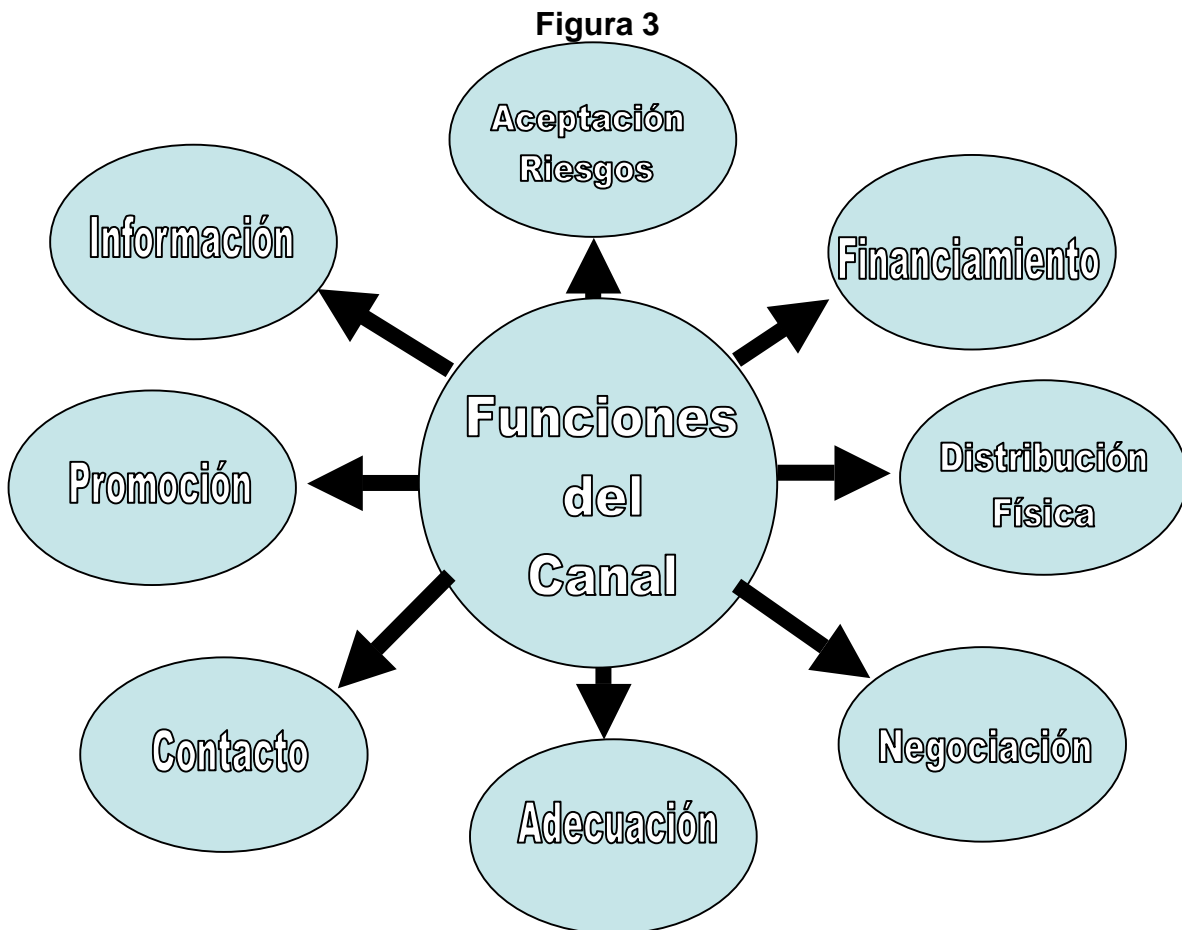 Figura 3
Aceptación
Riesgos
Información
Financiamiento
Funciones
del
Canal
Promoción
Distribución
Física
Contacto
Negociación
Adecuación